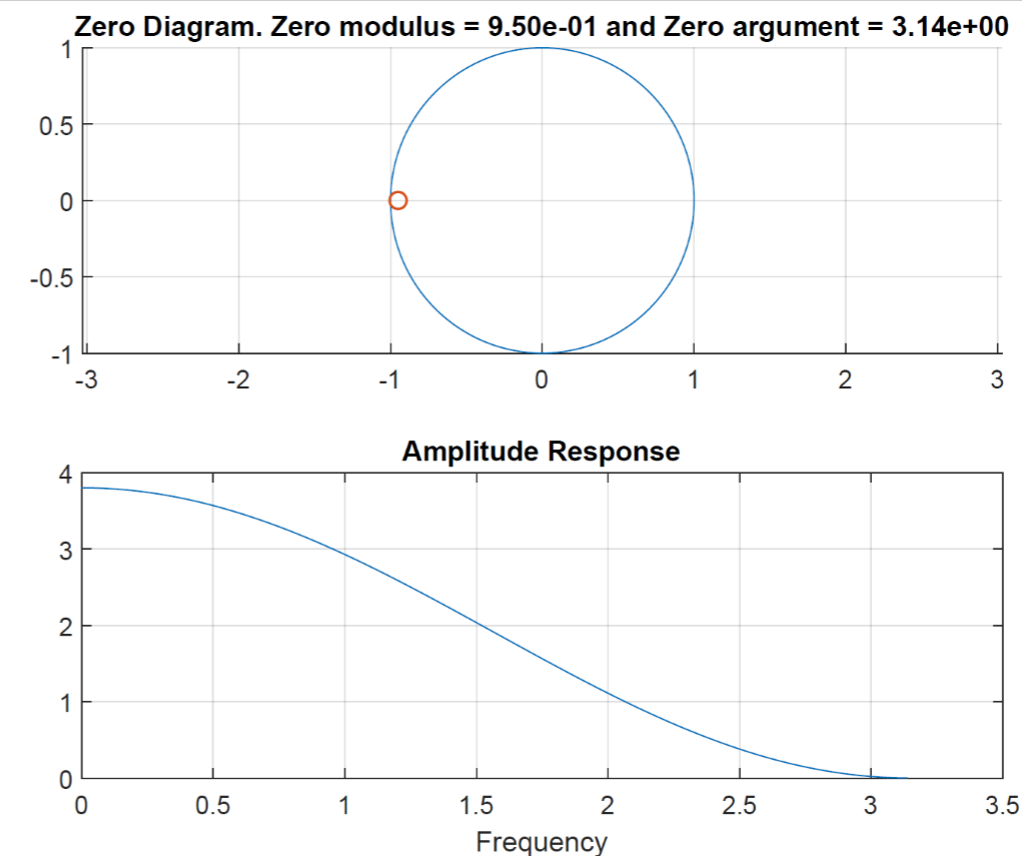 Zero Diagram. Zero modulus = 9.50e-01 and Zero argument = 3.14e+00
1
0.5
0
-0.5
-1
-3 -2 -1 0 1 2 3
Amplitude Response
4
3
2
1
0
0 0.5 1 1.5 2 2.5 3 3.5
Frequency